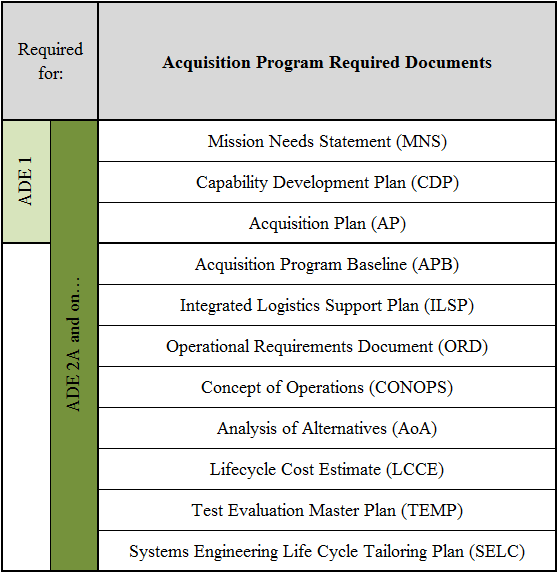 Required
for:
Acquisition Program Required Documents
ADE 1
ADE 2A and on…
Mission Needs Statement (MNS)
Capability Development Plan (CDP)
Acquisition Plan (AP)
Acquisition Program Baseline (APB)
Integrated Logistics Support Plan (ILSP)
Operational Requirements Document (ORD)
Concept of Operations (CONOPS)
Analysis of Alternatives (AoA)
Lifecycle Cost Estimate (LCCE)
Test Evaluation Master Plan (TEMP)
Systems Engineering Life Cycle Tailoring Plan (SELC)